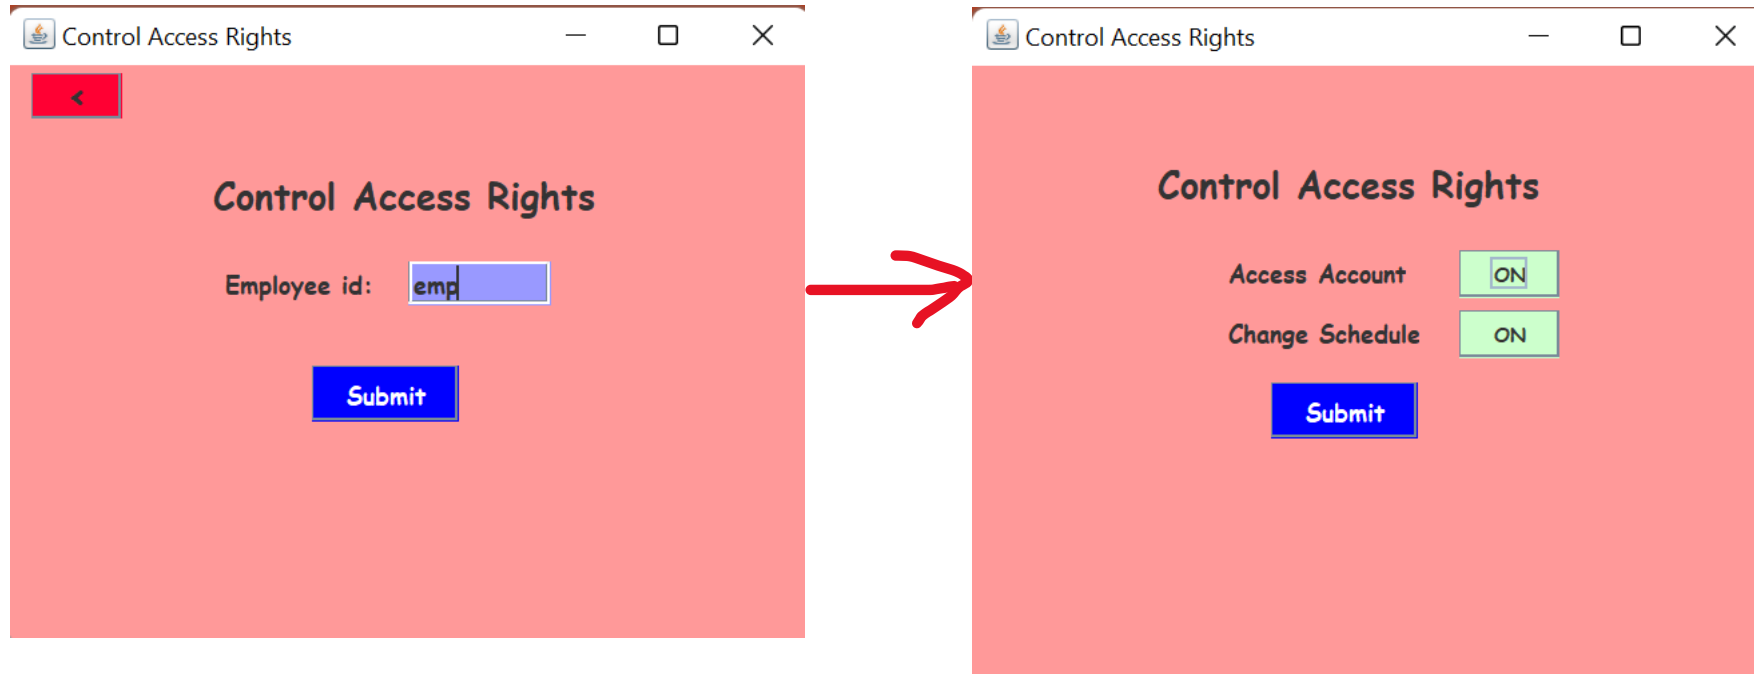 Control Access Rights
<
Control Access Rights
Employee id: emp
Submit
Control Access Rights
Control Access Rights
Access Account ON
Change Schedule ON
Submit